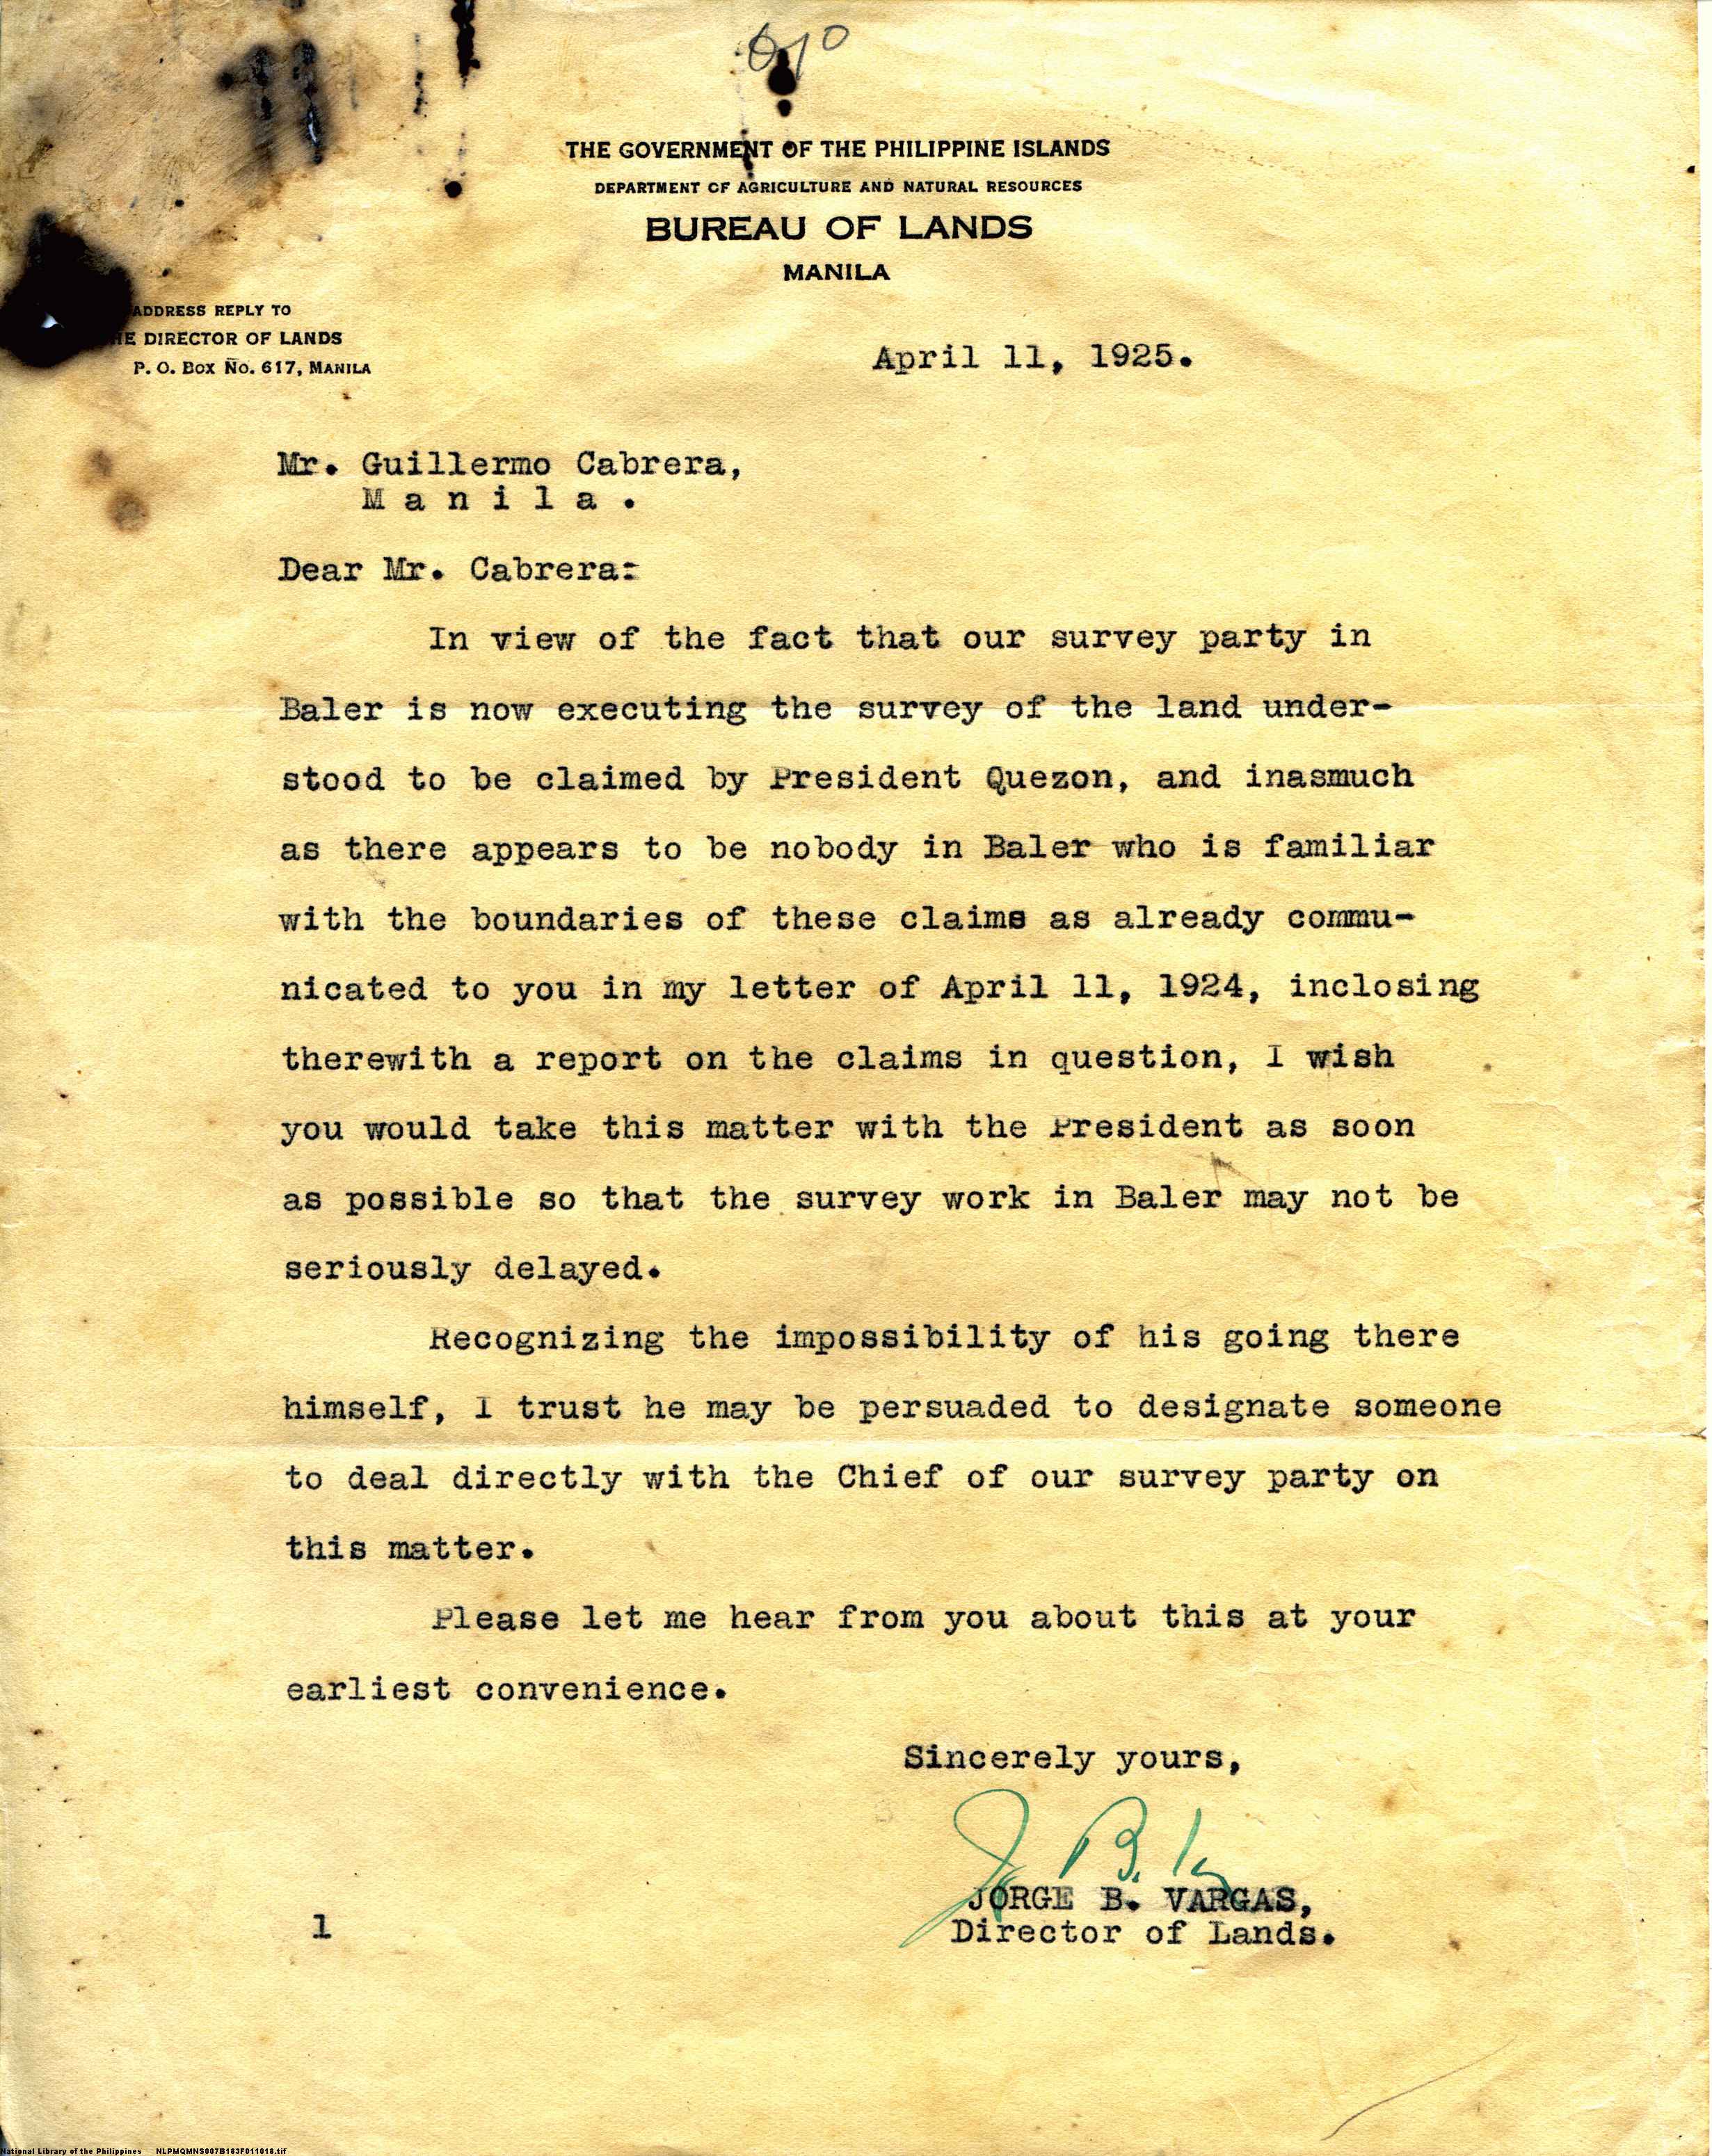 THE GOVERNMENT OF THE PHILIPPINE ISLANDS
DEPARTMENT OF AGRICULTURE AND NATURAL RESOURCES
BUREAU OF LANDS
MANILA
ADDRESS REPLY TO
DIRECTOR OF LANDS
P. O. Box No. 617, MANILA
April 11, 1925.
Mr. Guillermo Cabrera,
M a n i l a .
Dear Mr. Cabrera:
In view of the fact that our survey party in
Baler is now executing the survey of the land under-
stood to be claimed by President Quezon, and inasmuch
as there appears to be nobody in Baler who is familiar
with the boundaries of these claims as already commu-
nicated to you in my letter of April 11, 1924, inclosing
therewith a report on the claims in question, I wish
you would take this matter with the President as soon
as possible so that the survey work in Baler may not be
seriously delayed.
Recognizing the impossibility of his going there
himself, I trust he may be persuaded to designate someone
to deal directly with the Chief of our survey party on
this matter.
Please let me hear from you about this at your
earliest convenience.
Sincerely yours,
JORGE B. VARGAS,
Director of Lands.
1
National Library of the Philippines NLPMQMNS007B183F011018.tif